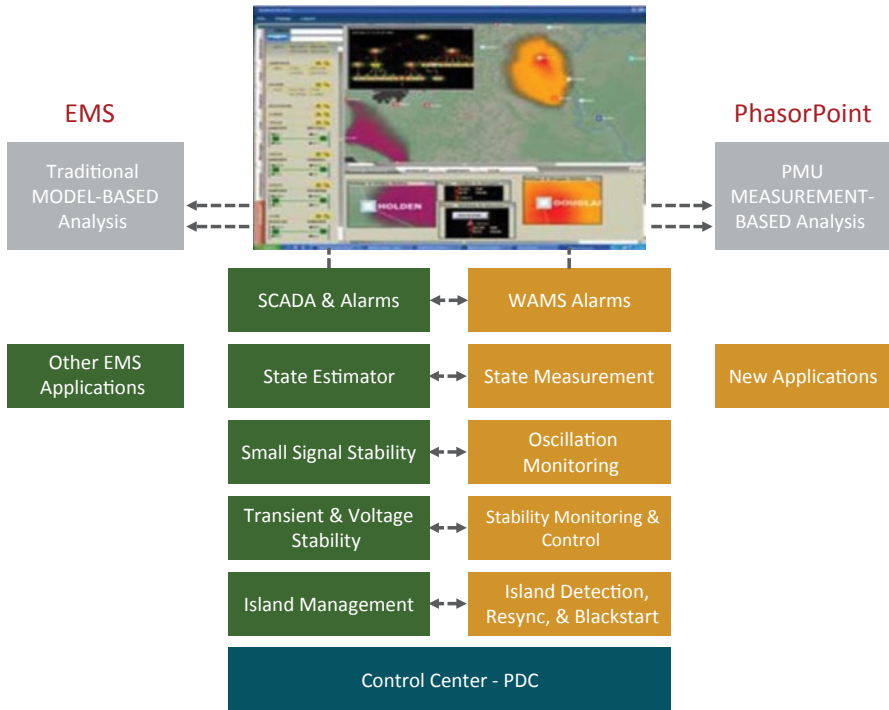 EMS
PhasorPoint
Traditional
MODEL-BASED
Analysis
PMU
MEASUREMENT-
BASED Analysis
HOLDEN
DOUGLAS
SCADA & Alarms
WAMS Alarms
Other EMS
Applications
State Estimator
State Measurement
New Applications
Small Signal Stability
Oscillation
Monitoring
Transient & Voltage
Stability
Stability Monitoring &
Control
Island Management
Island Detection,
Resync, & Blackstart
Control Center - PDC